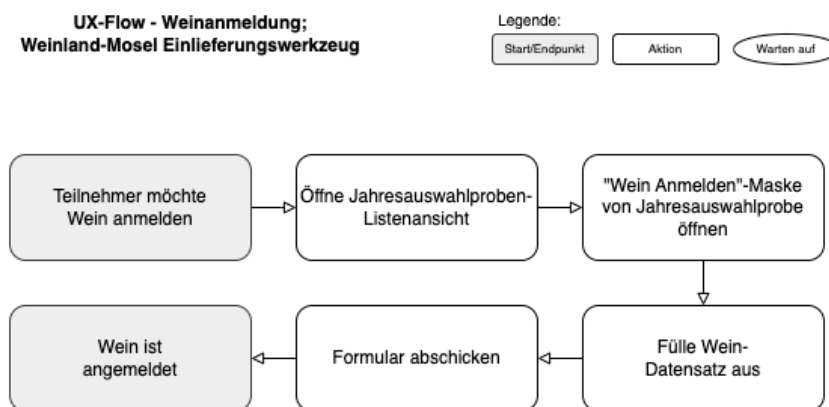 UX-Flow - Weinanmeldung;
Weinland-Mosel Einlieferungswerkzeug
Legende:
Start/Endpunkt
Aktion
Warten auf
Teilnehmer möchte
Wein anmelden
Öffne Jahresauswahlproben-
Listenansicht
"Wein Anmelden"-Maske
von Jahresauswahlprobe
öffnen
Wein ist
angemeldet
Formular abschicken
Fülle Wein-
Datensatz aus